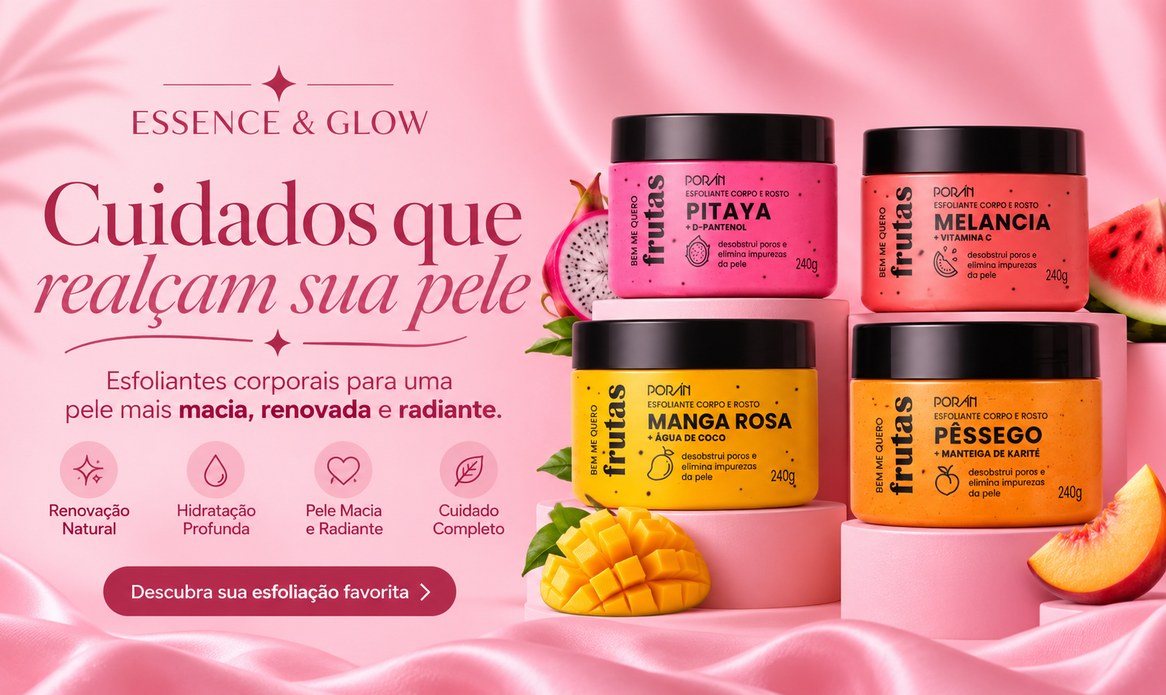 ESSENCE & GLOW
Cuidados que
realçam sua pele
Esfoliantes corporais para uma
pele mais macia, renovada e radiante.
Renovação
Natural
Hidratação
Profunda
Pele Macia
e Radiante
Cuidado
Completo
Descubra sua esfoliação favorita
BEM ME QUERO
frutas
PORÁN
ESFOLIANTE CORPO E ROSTO
PITAYA
+ D-PANTENOL
desobstrui poros e
elimina impurezas
da pele
240g
BEM ME QUERO
frutas
PORÁN
ESFOLIANTE CORPO E ROSTO
MELANCIA
+ VITAMINA C
desobstrui poros e
elimina impurezas
da pele
240g
BEM ME QUERO
frutas
PORÁN
ESFOLIANTE CORPO E ROSTO
MANGA ROSA
+ ÁGUA DE COCO
desobstrui poros e
elimina impurezas
da pele
240g
BEM ME QUERO
frutas
PORÁN
ESFOLIANTE CORPO E ROSTO
PÊSSEGO
+ MANTEIGA DE KARITÉ
desobstrui poros e
elimina impurezas
da pele
240g